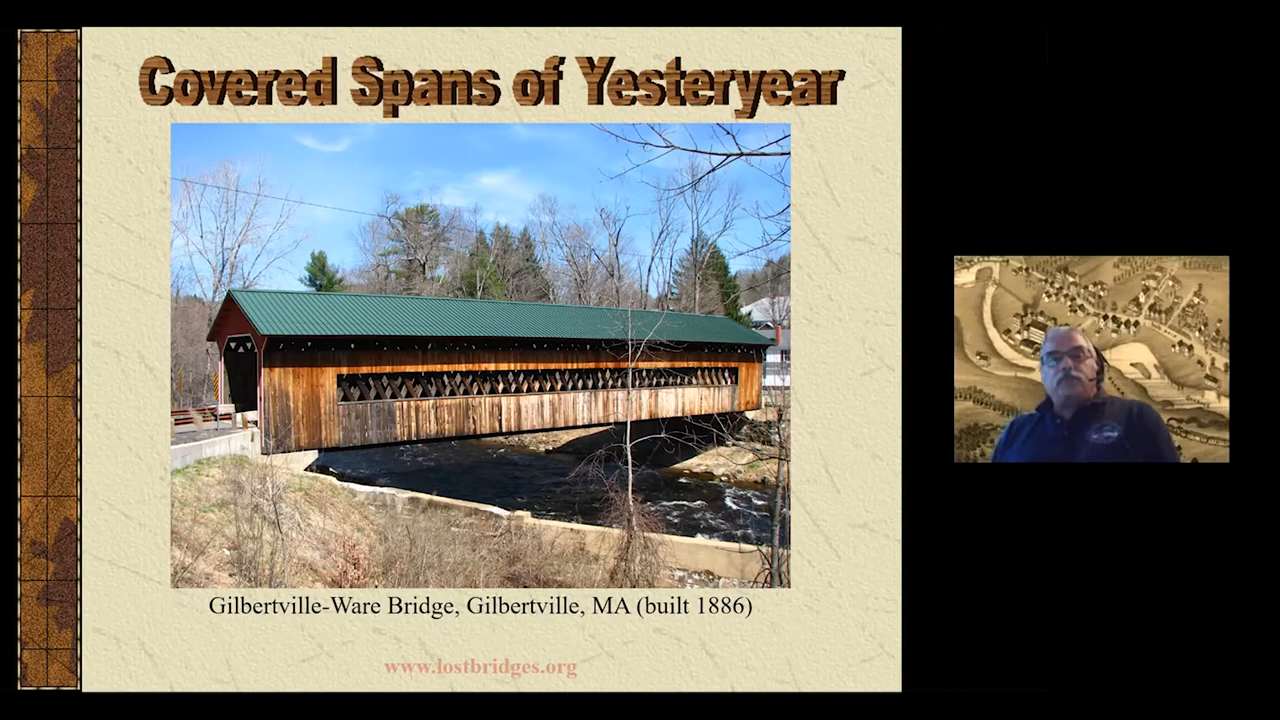 Covered Spans of Yesteryear
Gilbertville-Ware Bridge, Gilbertville, MA (built 1886)
www.lostbridges.org